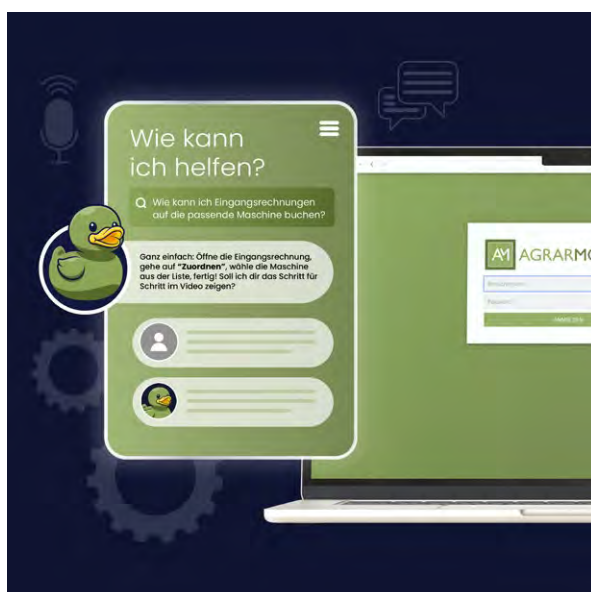 Wie kann
ich helfen?
Wie kann ich Eingangsrechnungen
auf die passende Maschine buchen?
Ganz einfach: Öffne die Eingangsrechnung,
gehe auf "Zuordnen", wähle die Maschine
aus der Liste, fertig! Soll ich dir das Schritt für
Schritt im Video zeigen?
AM AGRARMO